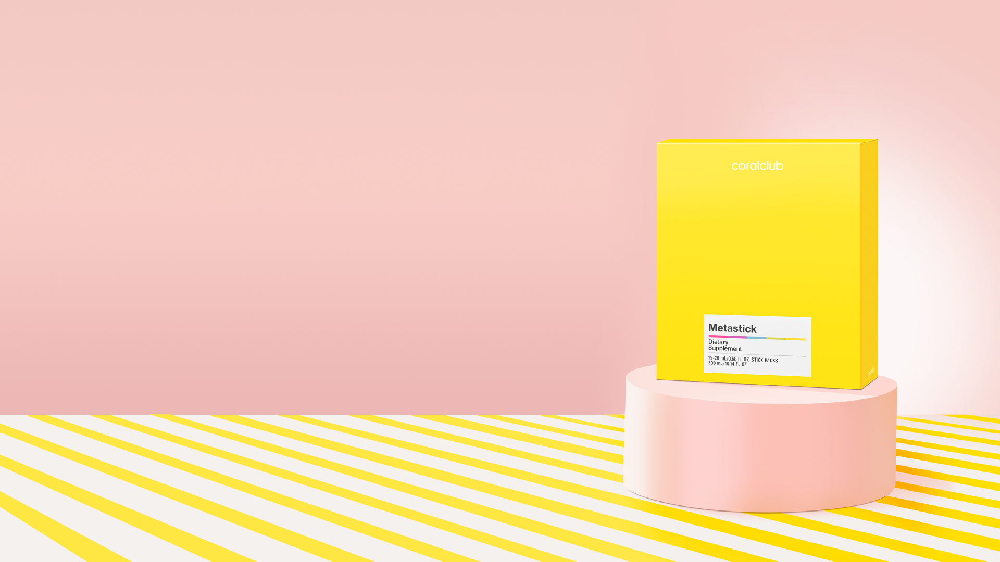 coralclub
Metastick
Dietary
Supplement
15-20 mL/0.68 FL OZ STICK PACKS
300 mL/10.14 FL OZ
coralclub